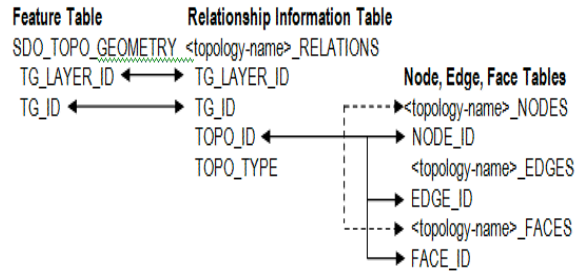 Feature Table
SDO_TOPO_GEOMETRY
TG_LAYER_ID
TG_ID
Relationship Information Table
<topology-name>_RELATIONS
TG_LAYER_ID
TG_ID
TOPO_ID
TOPO_TYPE
Node, Edge, Face Tables
<topology-name>_NODES
NODE_ID
<topology-name>_EDGES
EDGE_ID
<topology-name>_FACES
FACE_ID